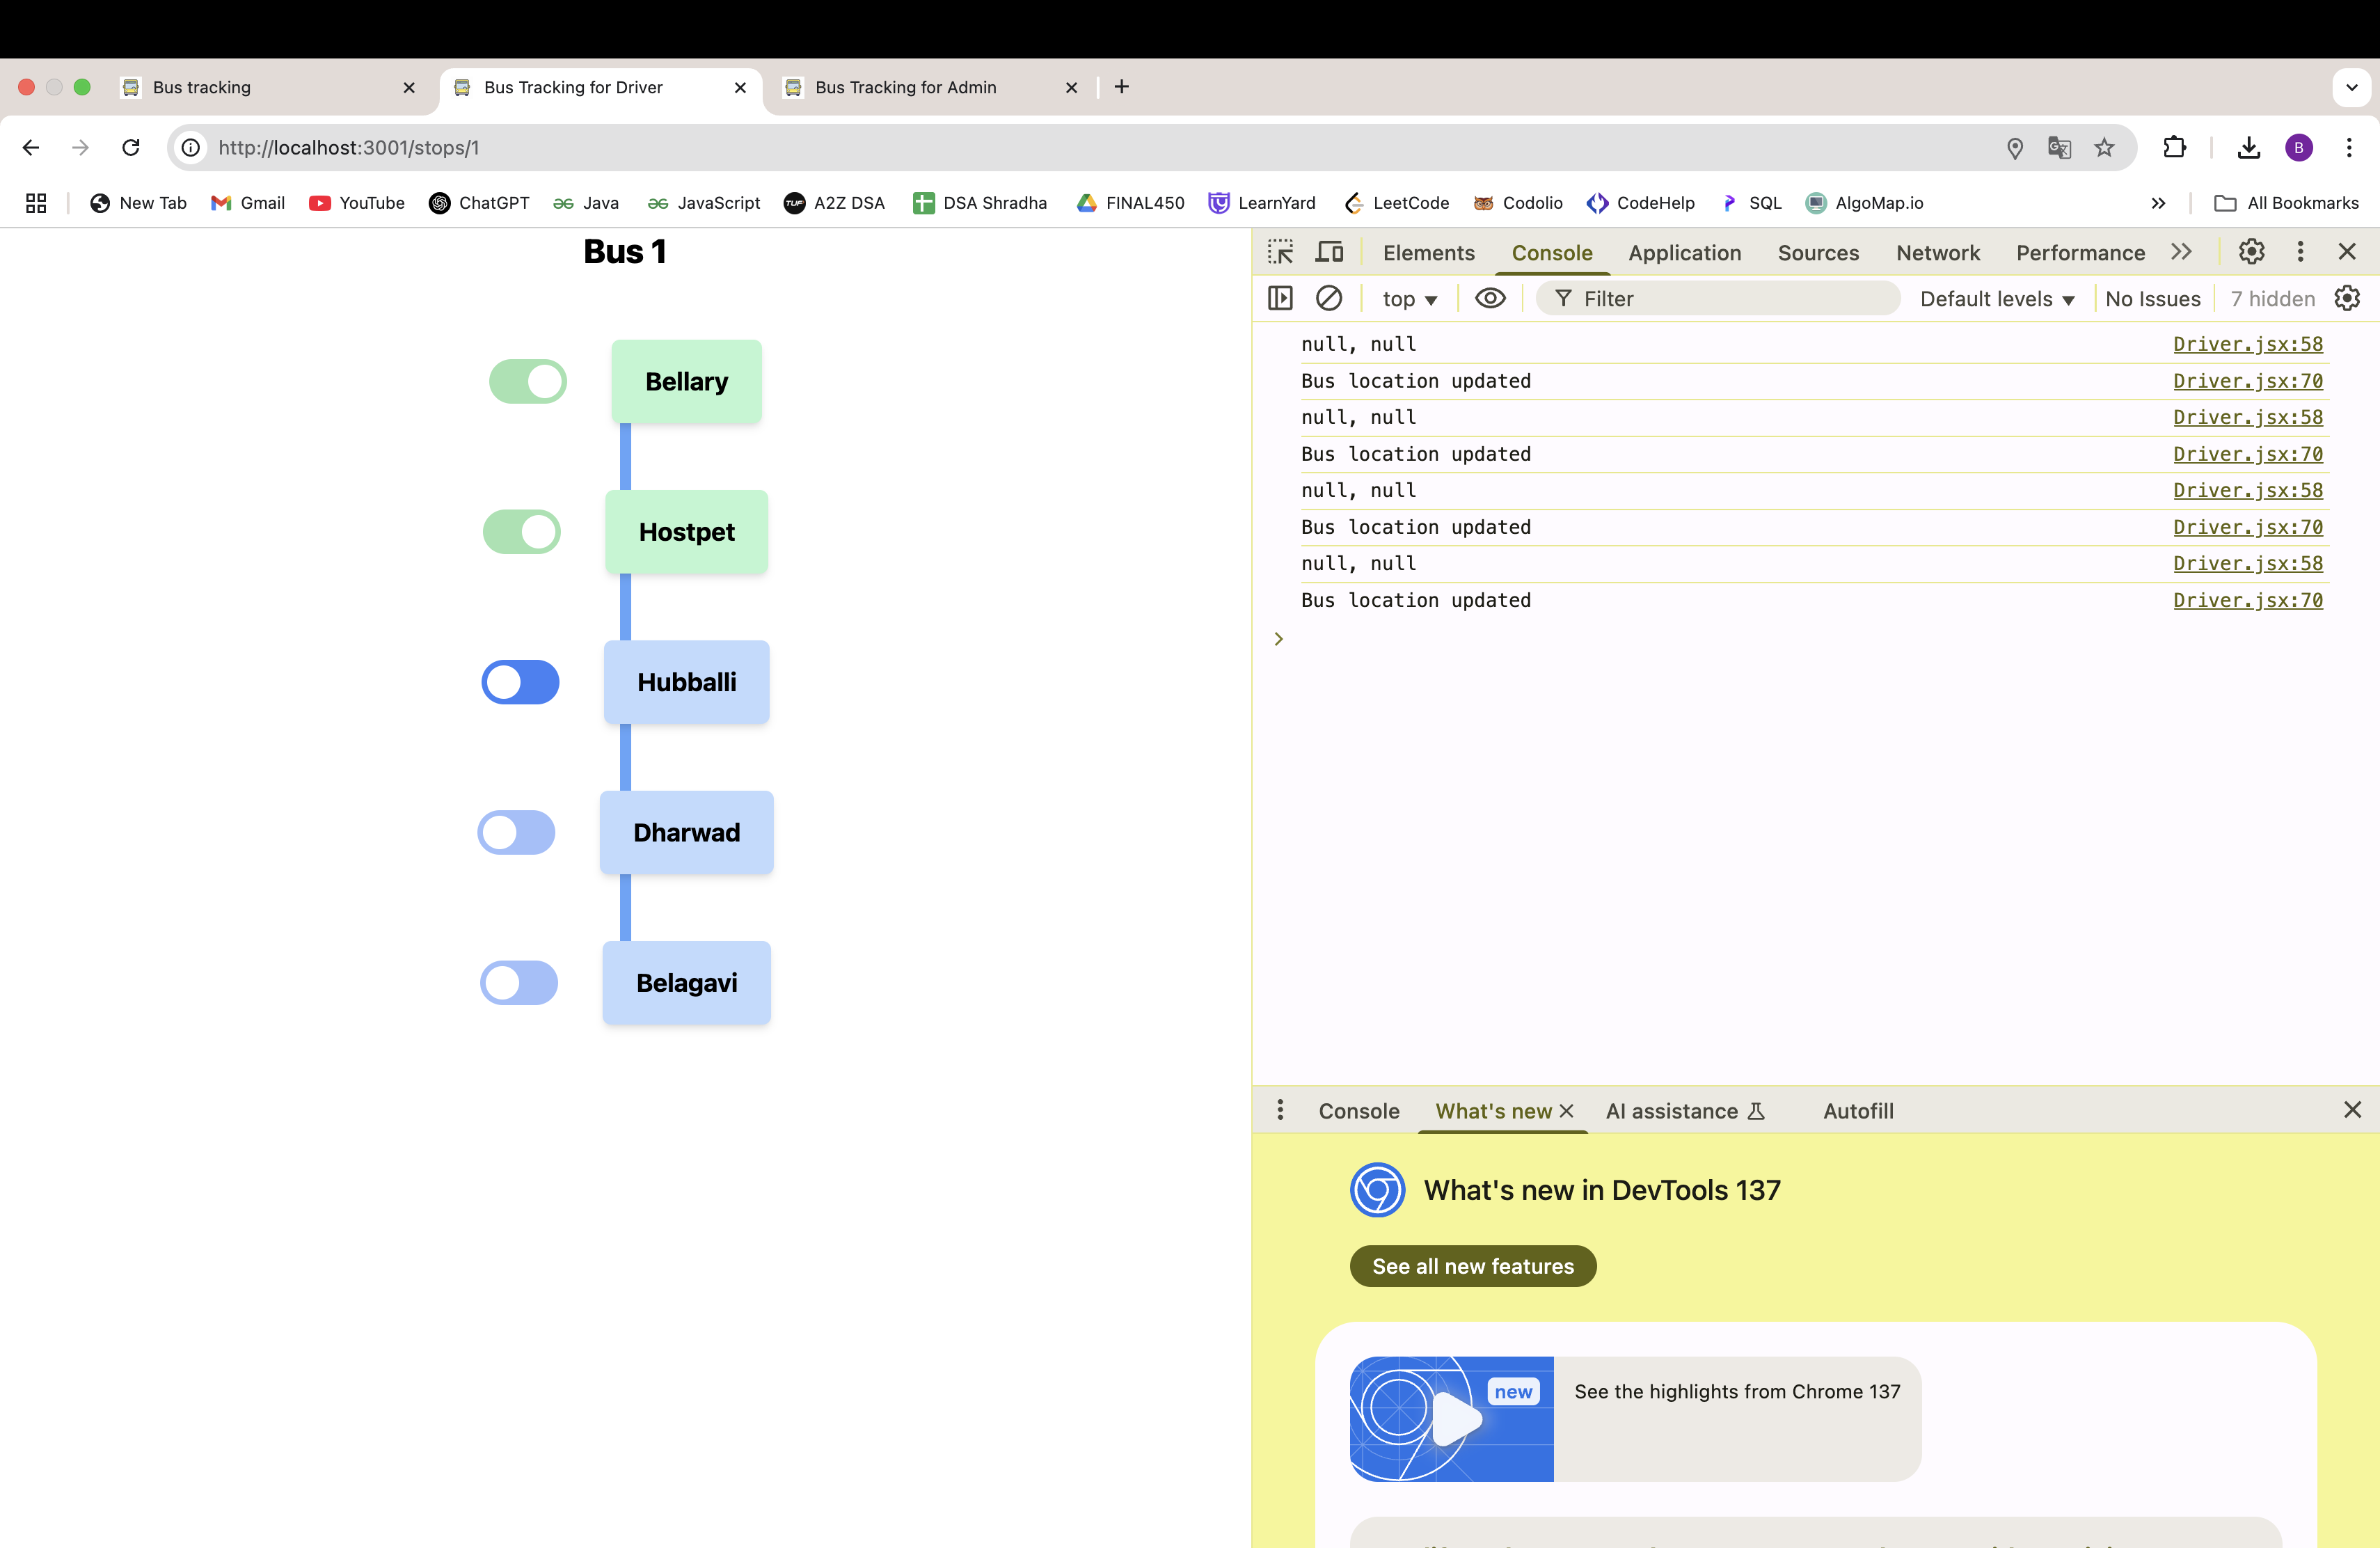 Bus tracking
Bus Tracking for Driver
Bus Tracking for Admin
http://localhost:3001/stops/1
B
New Tab
Gmail
YouTube
ChatGPT
Java
JavaScript
TUF
A2Z DSA
DSA Shradha
FINAL450
LearnYard
LeetCode
Codolio
CodeHelp
SQL
AlgoMap.io
All Bookmarks
Bus 1
Bellary
Hostpet
Hubballi
Dharwad
Belagavi
Elements
Console
Application
Sources
Network
Performance
top
Filter
Default levels
No Issues
7 hidden
null, null Driver.jsx:58
Bus location updated Driver.jsx:70
null, null Driver.jsx:58
Bus location updated Driver.jsx:70
null, null Driver.jsx:58
Bus location updated Driver.jsx:70
null, null Driver.jsx:58
Bus location updated Driver.jsx:70
Console
What's new
AI assistance
Autofill
What's new in DevTools 137
See all new features
new
See the highlights from Chrome 137